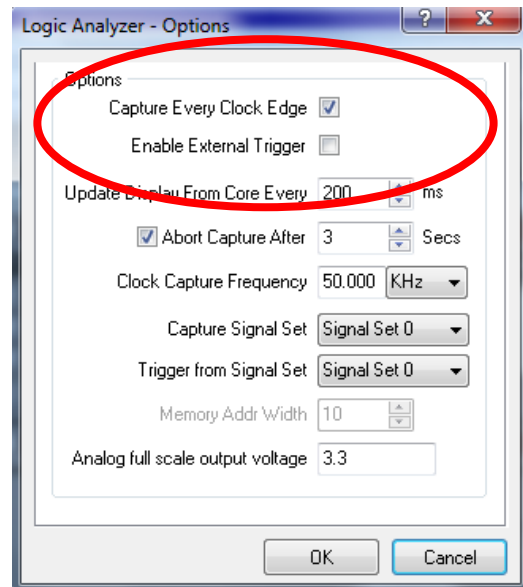 Logic Analyzer - Options
Options
Capture Every Clock Edge
Enable External Trigger
Update Display From Core Every 200 ms
Abort Capture After 3 Secs
Clock Capture Frequency 50.000 KHz
Capture Signal Set Signal Set 0
Trigger from Signal Set Signal Set 0
Memory Addr Width 10
Analog full scale output voltage 3.3
OK Cancel